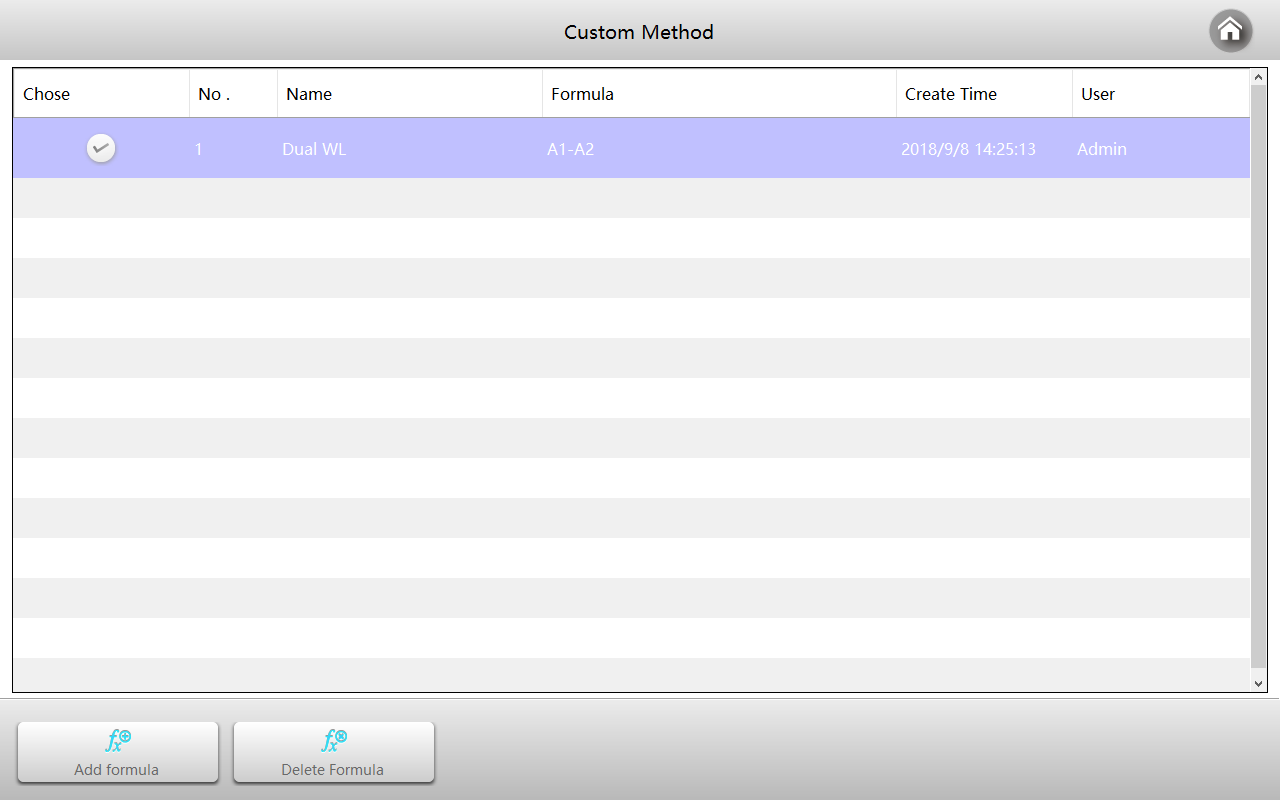 Custom Method
Chose No . Name Formula Create Time User
1 Dual WL A1-A2 2018/9/8 14:25:13 Admin
Add formula Delete Formula